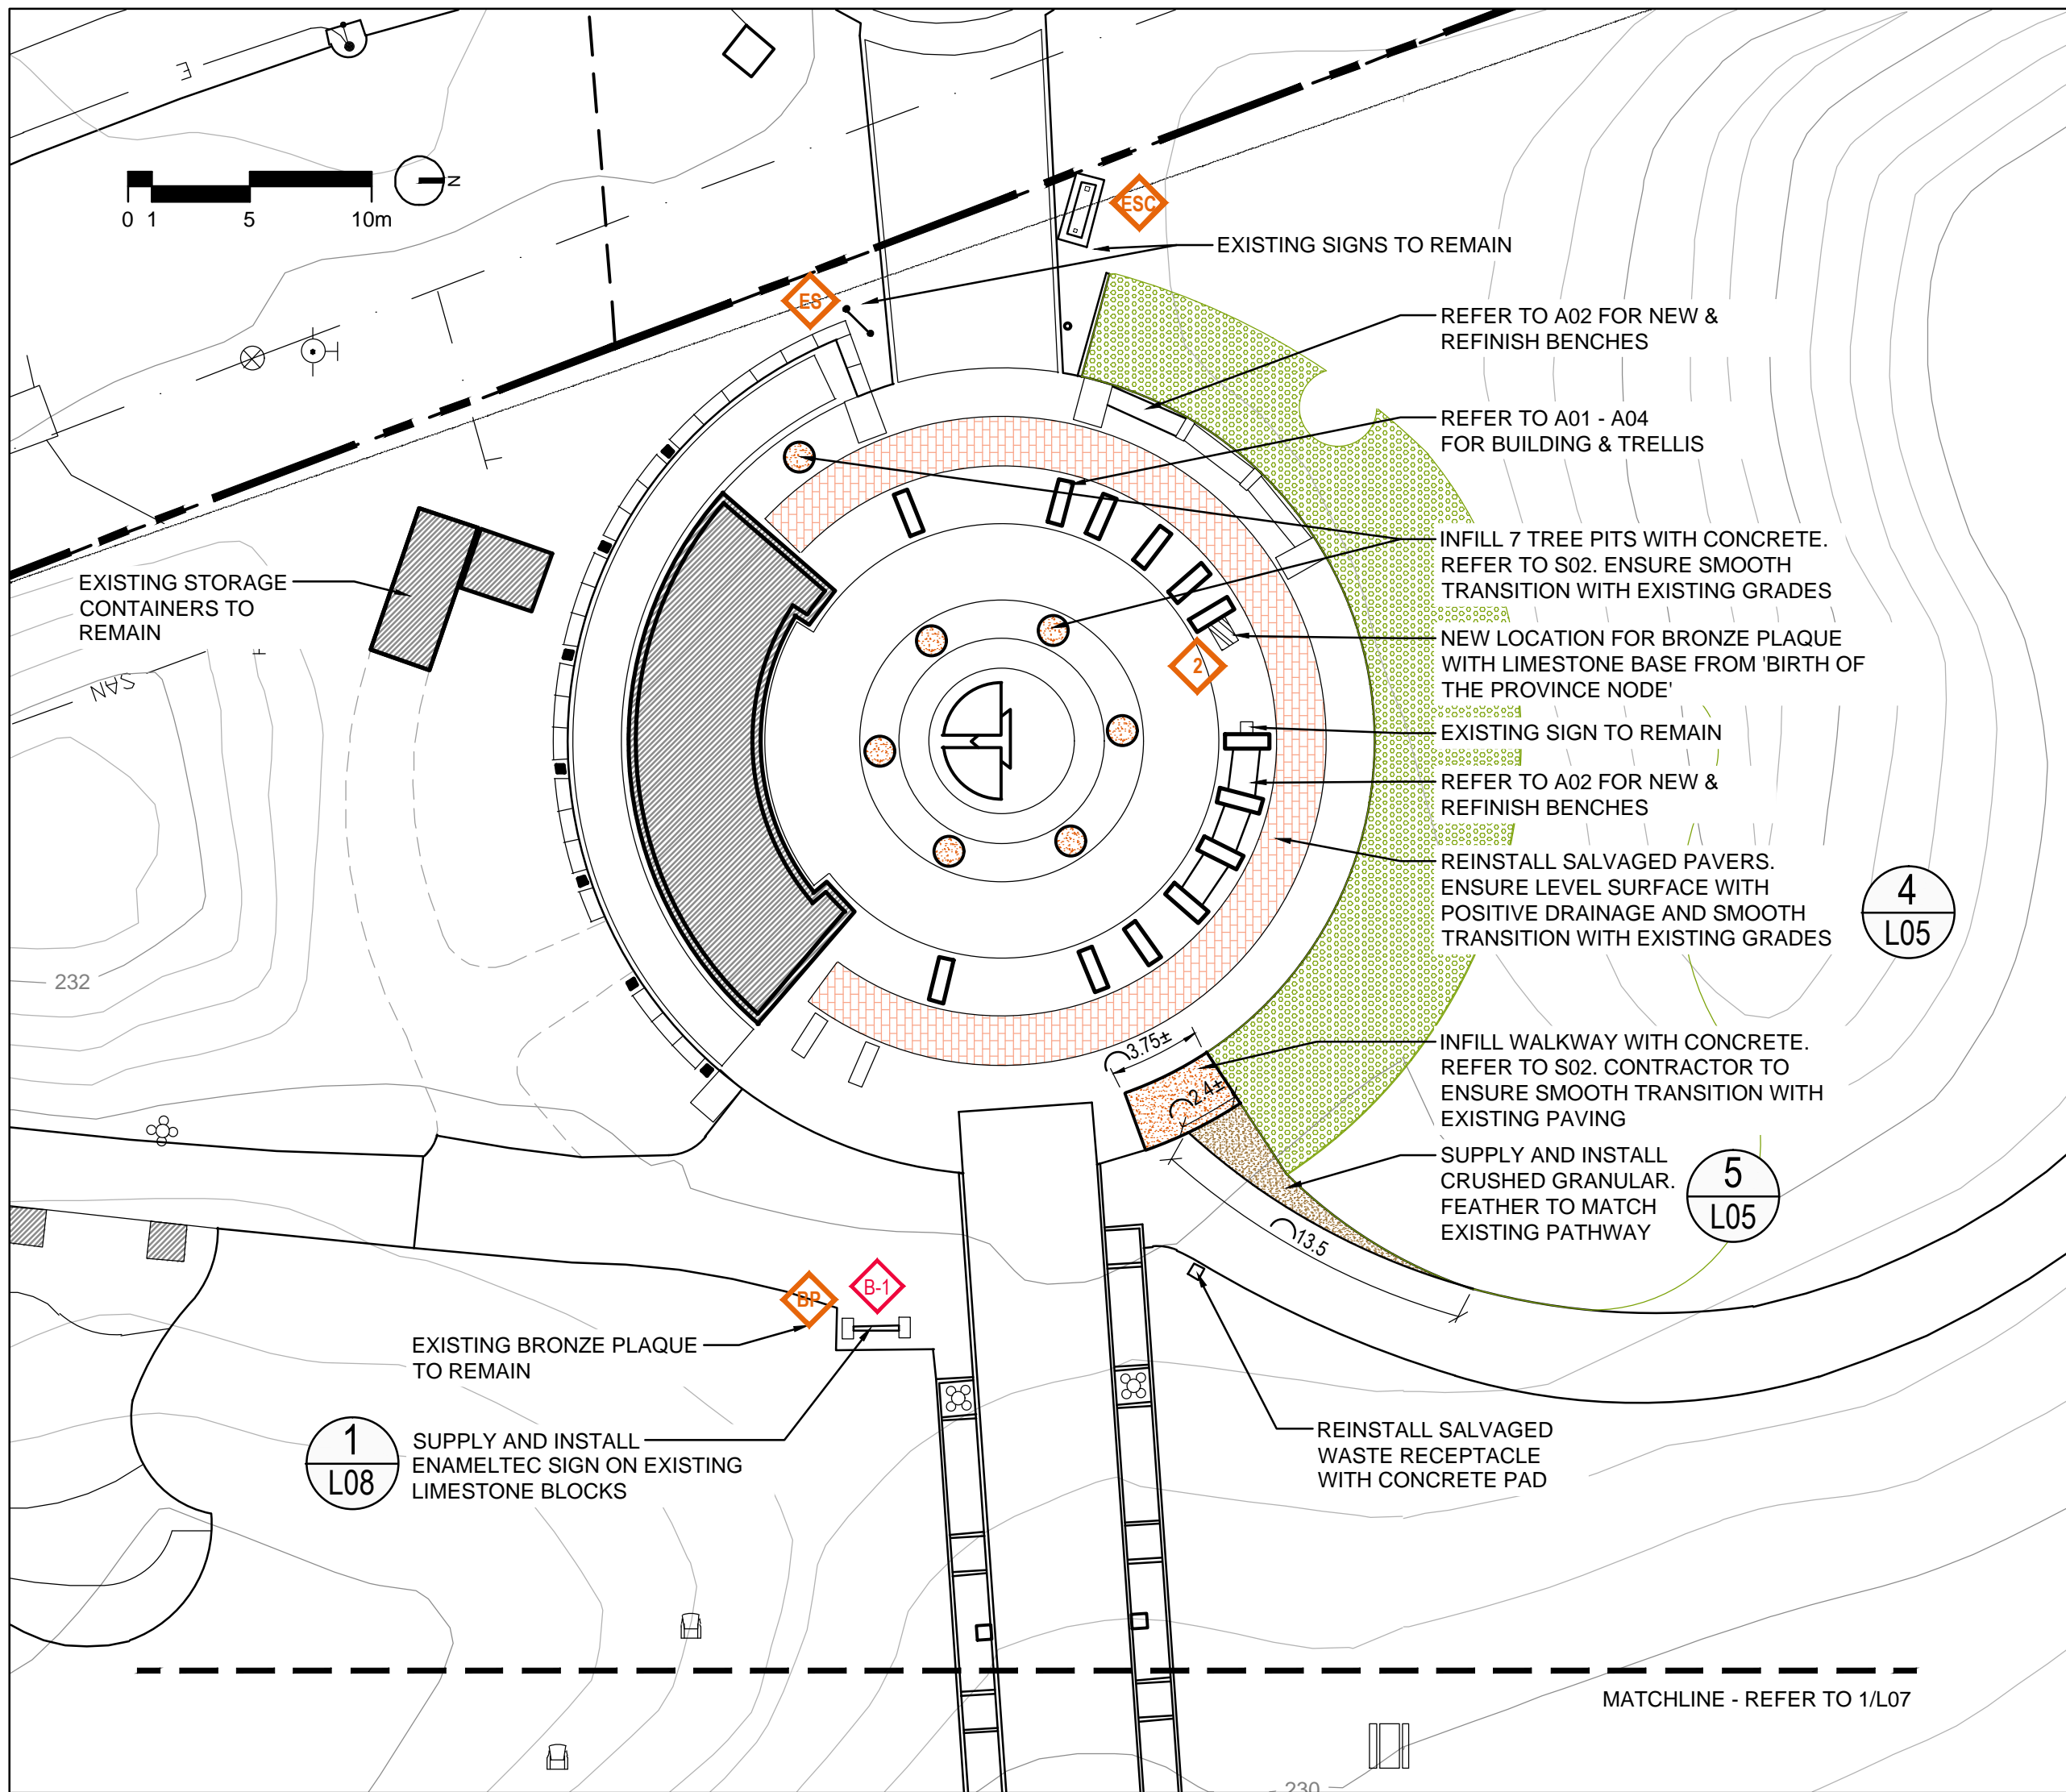 N
0 1 5 10m
ESC
EXISTING SIGNS TO REMAIN
ES
REFER TO A02 FOR NEW &
REFINISH BENCHES
REFER TO A01 - A04
FOR BUILDING & TRELLIS
INFILL 7 TREE PITS WITH CONCRETE.
REFER TO S02. ENSURE SMOOTH
TRANSITION WITH EXISTING GRADES
EXISTING STORAGE
CONTAINERS TO
REMAIN
NEW LOCATION FOR BRONZE PLAQUE
WITH LIMESTONE BASE FROM 'BIRTH OF
THE PROVINCE NODE'
2
SAN
EXISTING SIGN TO REMAIN
REFER TO A02 FOR NEW &
REFINISH BENCHES
REINSTALL SALVAGED PAVERS.
ENSURE LEVEL SURFACE WITH
POSITIVE DRAINAGE AND SMOOTH
TRANSITION WITH EXISTING GRADES
4
L05
232
3.75±
2.4±
INFILL WALKWAY WITH CONCRETE.
REFER TO S02. CONTRACTOR TO
ENSURE SMOOTH TRANSITION WITH
EXISTING PAVING
SUPPLY AND INSTALL
CRUSHED GRANULAR.
FEATHER TO MATCH
EXISTING PATHWAY
5
L05
13.5
BP
B-1
EXISTING BRONZE PLAQUE
TO REMAIN
1
L08
SUPPLY AND INSTALL
ENAMELTEC SIGN ON EXISTING
LIMESTONE BLOCKS
REINSTALL SALVAGED
WASTE RECEPTACLE
WITH CONCRETE PAD
MATCHLINE - REFER TO 1/L07
230